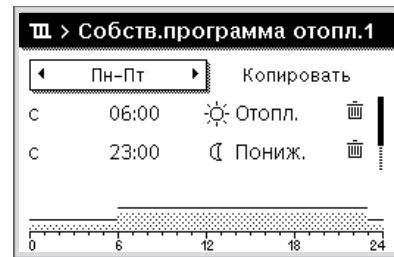 > Собств.программа отопл.1
Пн-Пт Копировать
с 06:00 Отопл.
с 23:00 Пониж.
0 6 12 18 24